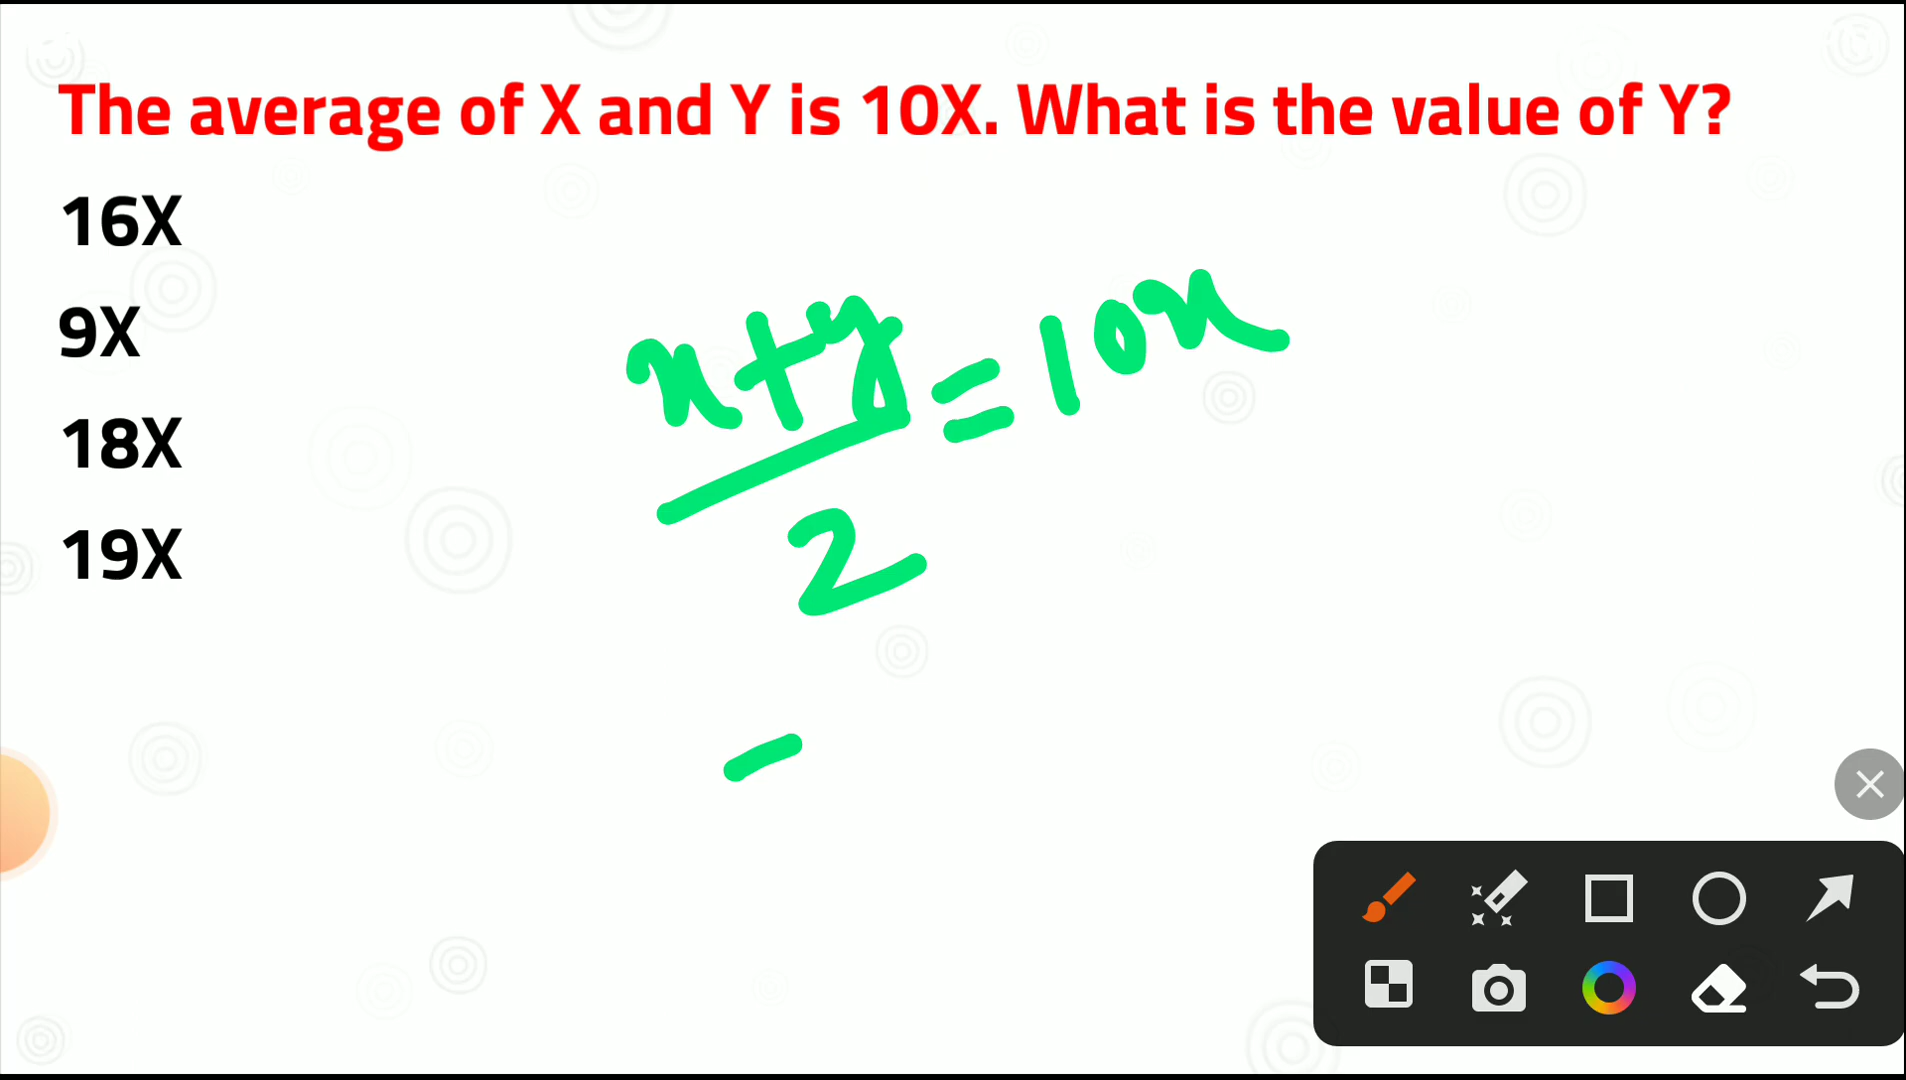 The average of X and Y is 10X. What is the value of Y?
16X
9X
18X
19X
x+y
=10x
2